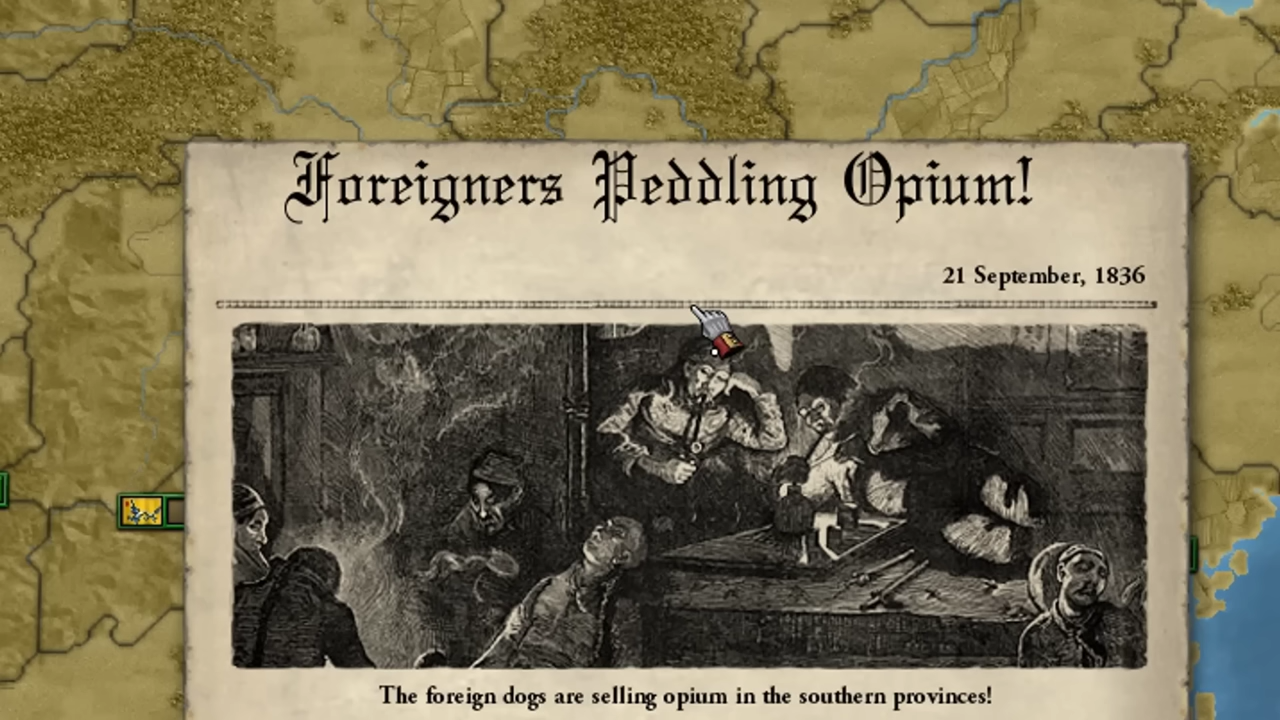 Foreigners Peddling Opium!
21 September, 1836
The foreign dogs are selling opium in the southern provinces!